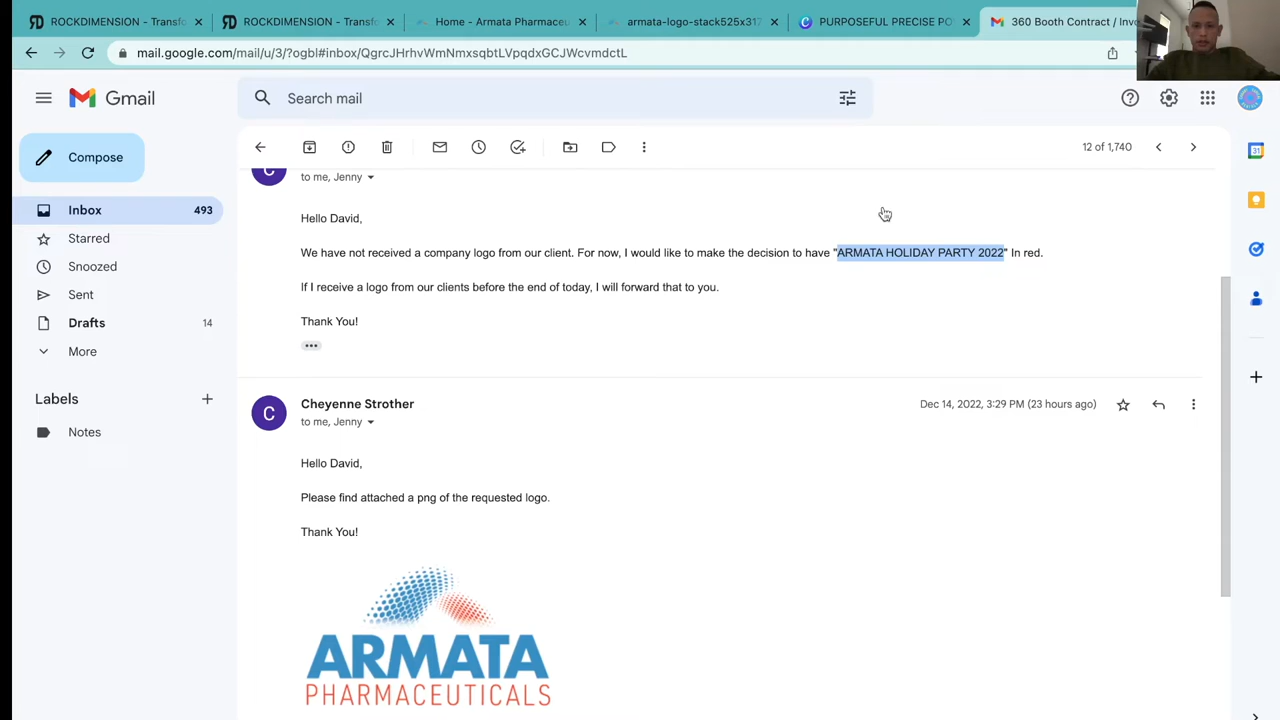 ROCKDIMENSION - Transfo
ROCKDIMENSION - Transfo
Home - Armata Pharmaceu
armata-logo-stack525x317
PURPOSEFUL PRECISE PO
360 Booth Contract / Invo
mail.google.com/mail/u/3/?ogbl#inbox/QgrcJHrhvWmNmxsqbtLVpqdxGCJWcvmdctL
Gmail
Search mail
Compose
12 of 1,740
C
to me, Jenny
Inbox 493
Starred
Snoozed
Sent
Drafts 14
More
Labels
Notes
Hello David,
We have not received a company logo from our client. For now, I would like to make the decision to have "ARMATA HOLIDAY PARTY 2022" In red.
If I receive a logo from our clients before the end of today, I will forward that to you.
Thank You!
C
Cheyenne Strother
Dec 14, 2022, 3:29 PM (23 hours ago)
to me, Jenny
Hello David,
Please find attached a png of the requested logo.
Thank You!
ARMATA
PHARMACEUTICALS
31